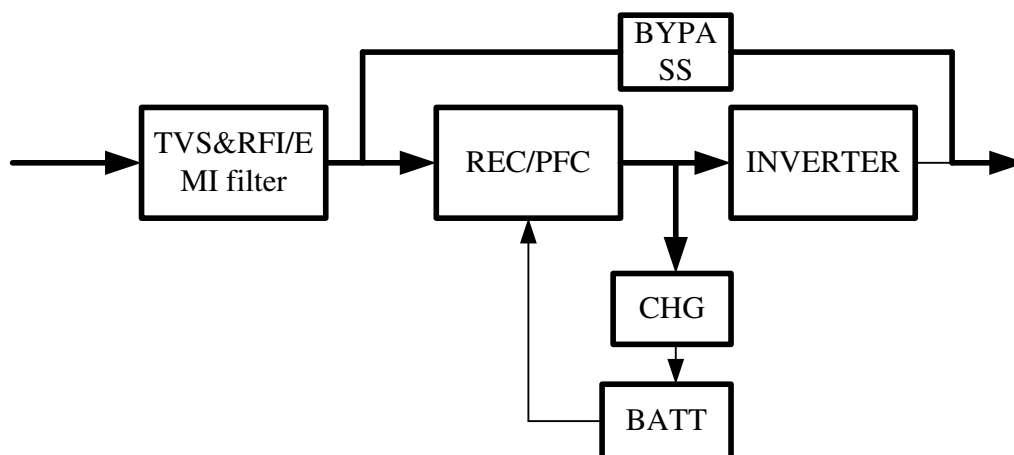 BYPA
SS
TVS&RFI/E
MI filter
REC/PFC
INVERTER
CHG
BATT